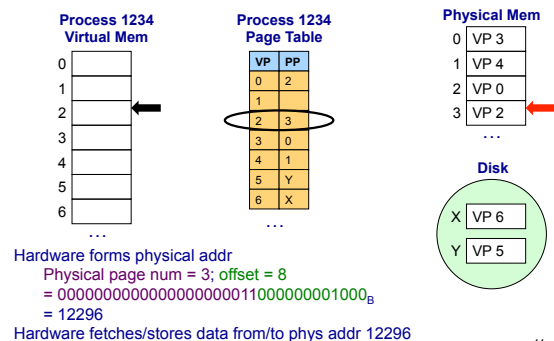 Process 1234
Virtual Mem
0
1
2
3
4
5
6
…
Process 1234
Page Table
VP PP
0 2
1
2 3
3 0
4 1
5 Y
6 X
…
Physical Mem
0 VP 3
1 VP 4
2 VP 0
3 VP 2
…
Disk
X VP 6
Y VP 5
Hardware forms physical addr
Physical page num = 3; offset = 8
= 00000000000000000011000000001000B
= 12296
Hardware fetches/stores data from/to phys addr 12296